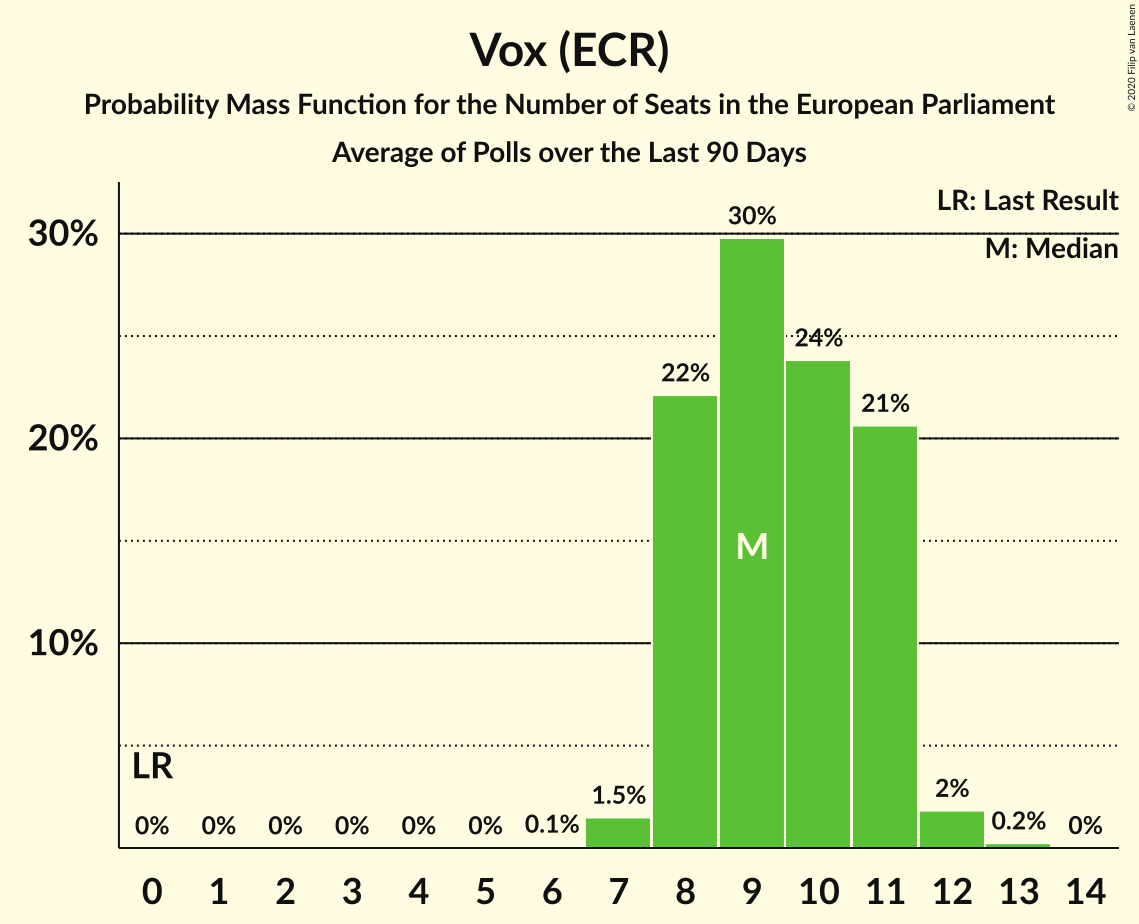 Vox (ECR)
Probability Mass Function for the Number of Seats in the European Parliament
Average of Polls over the Last 90 Days
© 2020 Filip van Laenen
LR: Last Result
M: Median
30%
20%
10%
LR
M
0% 0% 0% 0% 0% 0% 0.1% 1.5% 22% 30% 24% 21% 2% 0.2% 0%
0 1 2 3 4 5 6 7 8 9 10 11 12 13 14